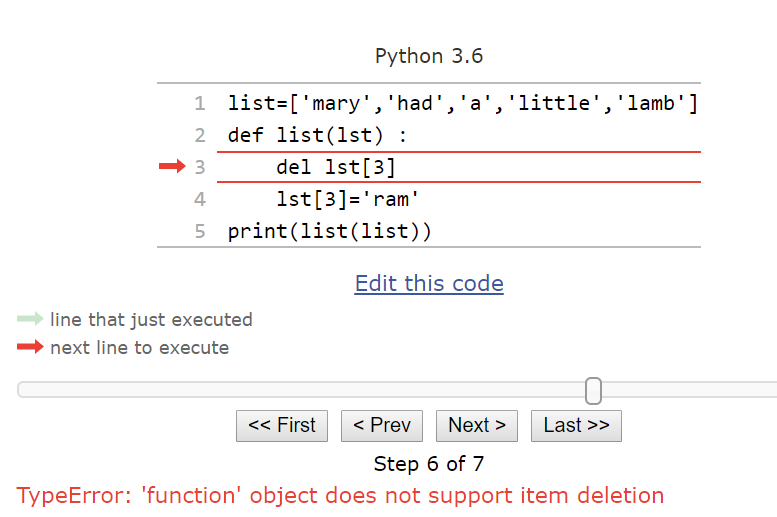 Python 3.6
1 list=['mary','had','a','little','lamb']
2 def list(lst) :
3     del lst[3]
4     lst[3]='ram'
5 print(list(list))
Edit this code
line that just executed
next line to execute
<< First < Prev Next > Last >>
Step 6 of 7
TypeError: 'function' object does not support item deletion